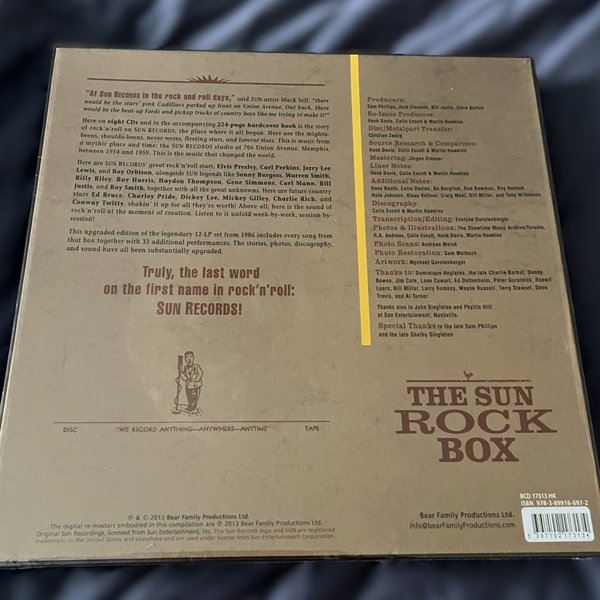 "At Sun Records in the rock and roll days," said SUN artist Mack Self, "there
would be the stars' pink Cadillacs parked up front on Union Avenue. Out back, there
would be the beat-up Fords and pickup trucks of country boys like me trying to make it!"
Here on eight CDs and in the accompanying 224-page hardcover book is the story
of rock'n'roll on SUN RECORDS, the place where it all began. Here are the mights-
beens, shoulda-beens, never-weres, fleeting stars, and forever stars. This is music from
a mythic place and time: the SUN RECORDS studio at 706 Union Avenue, Memphis,
between 1954 and 1959. This is the music that changed the world.
Here are SUN RECORDS' great rock'n'roll stars, Elvis Presley, Carl Perkins, Jerry Lee
Lewis, and Roy Orbison, alongside SUN legends like Sonny Burgess, Warren Smith,
Billy Riley, Ray Harris, Hayden Thompson, Gene Simmons, Carl Mann, Bill
Justis, and Ray Smith, together with all the great unknowns. Here are future country
stars Ed Bruce, Charley Pride, Dickey Lee, Mickey Gilley, Charlie Rich, and
Conway Twitty, shakin' it up for all they're worth! Above all, here is the sound of
rock'n'roll at the moment of creation. Listen to it unfold week-by-week, session-by-
session!
This upgraded edition of the legendary 12-LP set from 1986 includes every song from
that box together with 33 additional performances. The stories, photos, discography,
and sound have all been substantially upgraded.
Truly, the last word
on the first name in rock'n'roll:
Sun Records!
DISC "WE RECORD ANYTHING—ANYWHERE—ANYTIME" TAPE
℗ & © 2013 Bear Family Productions Ltd.
The digital re-masters embodied in this compilation are ℗ 2013 Bear Family Productions Ltd.
Original Sun Recordings, licensed from Sun Entertainment Corp. The Sun Records logo and SUN are registered
trademarks in the United States and elsewhere and are used under license from Sun Entertainment Corporation.
Producers:
Sam Phillips, Jack Clement, Bill Justis, Ernie Barton
Re-Issue Producers:
Hank Davis, Colin Escott & Martin Hawkins
Disc/Metalpart Transfer:
Christian Zwarg
Source Research & Comparison:
Hank Davis, Colin Escott & Martin Hawkins
Mastering: Jürgen Crasser
Liner Notes:
Hank Davis, Colin Escott & Martin Hawkins
Additional Notes:
Dave Booth, Colin Davies, Bo Berglind, Rob Bowman, Roy Hahnok,
Ross Johnson, Klaus Kettner, Craig Maki, Bill Millar, and Tony Wilkinson
Discography:
Colin Escott & Martin Hawkins
Transcription/Editing: Evelyne Gerstenberger
Photos & Illustrations: The Showtime Music Archive/Toronto,
R.A. Andreas, Colin Escott, Hank Davis, Martin Hawkins
Photo Scans: Andreas Merck
Photo Restoration: Sam Malbuch
Artwork: Mychael Gerstenberger
Thanks to: Dominique Anglares, the late Charlie Barbat, Danny
Bowen, Jim Cole, Lane Cowart, Ed Dettenheim, Peter Guralnick, Robert
Loers, Bill Millar, Larry Rumsey, Wayne Russell, Terry Stewart, Dave
Travis, and Al Turner.
Thanks also to John Singleton and Phyllis Hill
at Sun Entertainment, Nashville.
Special Thanks to the late Sam Phillips
and the late Shelby Singleton
THE SUN
ROCK
BOX
BCD 17313 HK
ISBN 978-3-89916-697-2
Bear Family Productions Ltd.
info@bearFamilyProductions.com
5 397102 173134